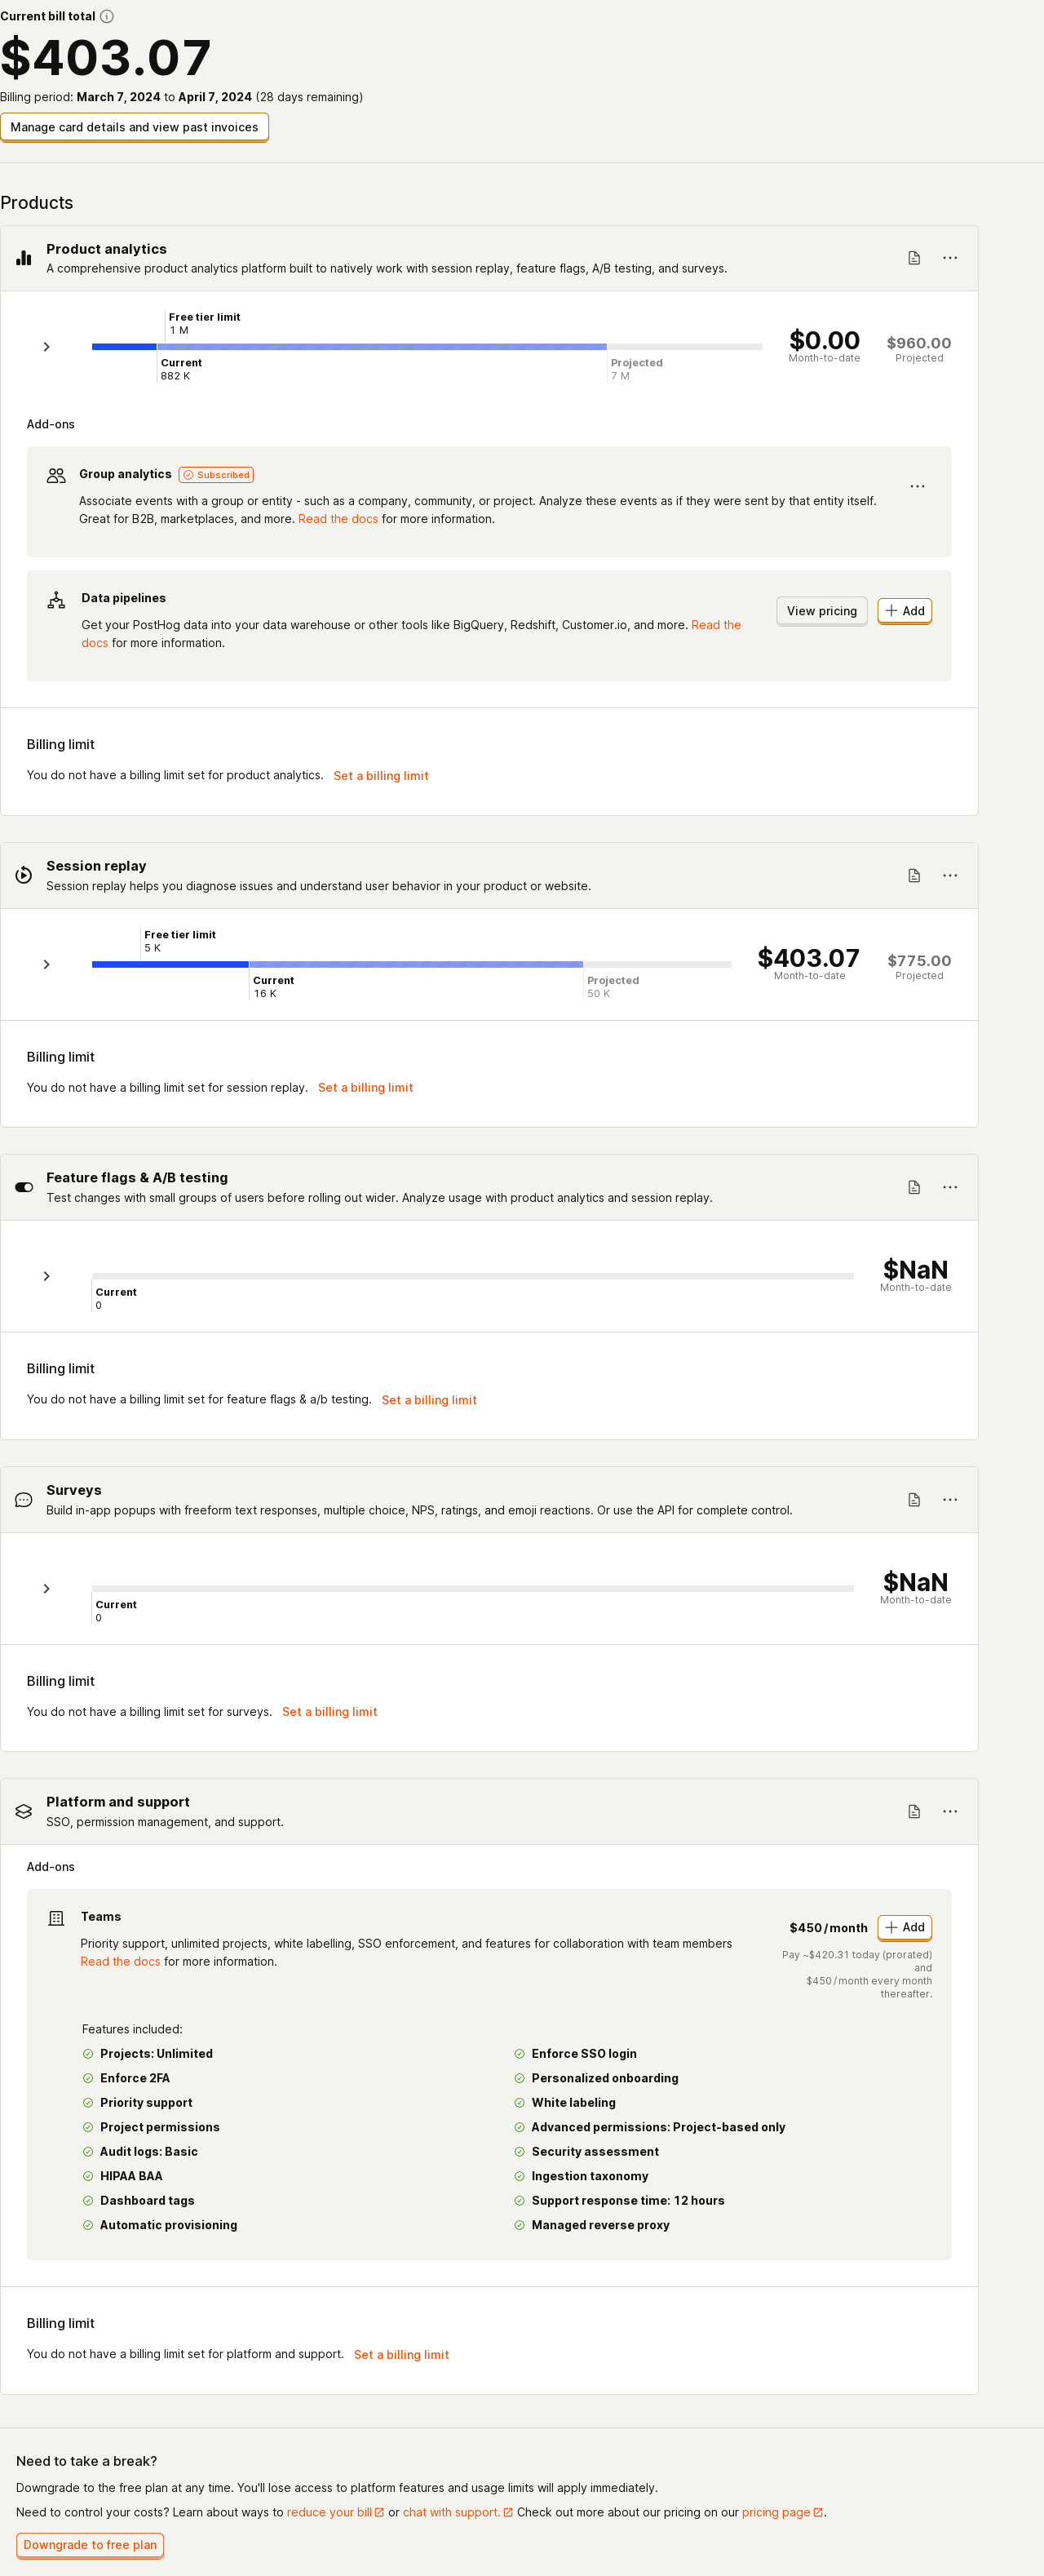 Current bill total
$403.07
Billing period: March 7, 2024 to April 7, 2024 (28 days remaining)
Manage card details and view past invoices
Products
Product analytics
A comprehensive product analytics platform built to natively work with session replay, feature flags, A/B testing, and surveys.
Free tier limit
1 M
Current
882 K
Projected
7 M
$0.00
Month-to-date
$960.00
Projected
Add-ons
Group analytics Subscribed
Associate events with a group or entity - such as a company, community, or project. Analyze these events as if they were sent by that entity itself.
Great for B2B, marketplaces, and more. Read the docs for more information.
Data pipelines
Get your PostHog data into your data warehouse or other tools like BigQuery, Redshift, Customer.io, and more. Read the
docs for more information.
View pricing
Add
Billing limit
You do not have a billing limit set for product analytics. Set a billing limit
Session replay
Session replay helps you diagnose issues and understand user behavior in your product or website.
Free tier limit
5 K
Current
16 K
Projected
50 K
$403.07
Month-to-date
$775.00
Projected
Billing limit
You do not have a billing limit set for session replay. Set a billing limit
Feature flags & A/B testing
Test changes with small groups of users before rolling out wider. Analyze usage with product analytics and session replay.
Current
0
$NaN
Month-to-date
Billing limit
You do not have a billing limit set for feature flags & a/b testing. Set a billing limit
Surveys
Build in-app popups with freeform text responses, multiple choice, NPS, ratings, and emoji reactions. Or use the API for complete control.
Current
0
$NaN
Month-to-date
Billing limit
You do not have a billing limit set for surveys. Set a billing limit
Platform and support
SSO, permission management, and support.
Add-ons
Teams
Priority support, unlimited projects, white labelling, SSO enforcement, and features for collaboration with team members
Read the docs for more information.
$450/month
Add
Pay ~$420.31 today (prorated)
and
$450/month every month
thereafter.
Features included:
Projects: Unlimited
Enforce SSO login
Enforce 2FA
Personalized onboarding
Priority support
White labeling
Project permissions
Advanced permissions: Project-based only
Audit logs: Basic
Security assessment
HIPAA BAA
Ingestion taxonomy
Dashboard tags
Support response time: 12 hours
Automatic provisioning
Managed reverse proxy
Billing limit
You do not have a billing limit set for platform and support. Set a billing limit
Need to take a break?
Downgrade to the free plan at any time. You'll lose access to platform features and usage limits will apply immediately.
Need to control your costs? Learn about ways to reduce your bill or chat with support. Check out more about our pricing on our pricing page.
Downgrade to free plan